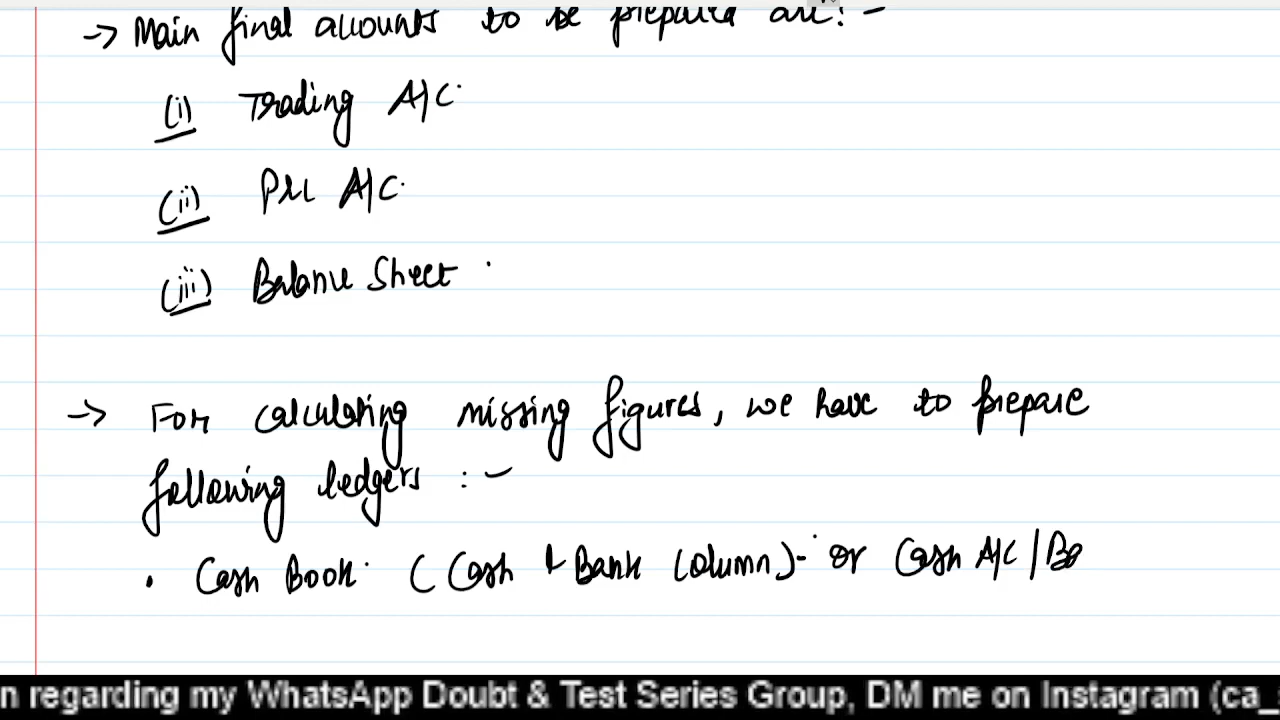 -> Main final accounts to be prepared are:-
(i) Trading A/C.
(ii) P&L A/C.
(iii) Balance Sheet.
-> For calculating missing figures, we have to prepare
following ledgers :-
• Cash Book. (Cash & Bank Column)- or Cash A/C / Ba
n regarding my WhatsApp Doubt & Test Series Group, DM me on Instagram (ca_